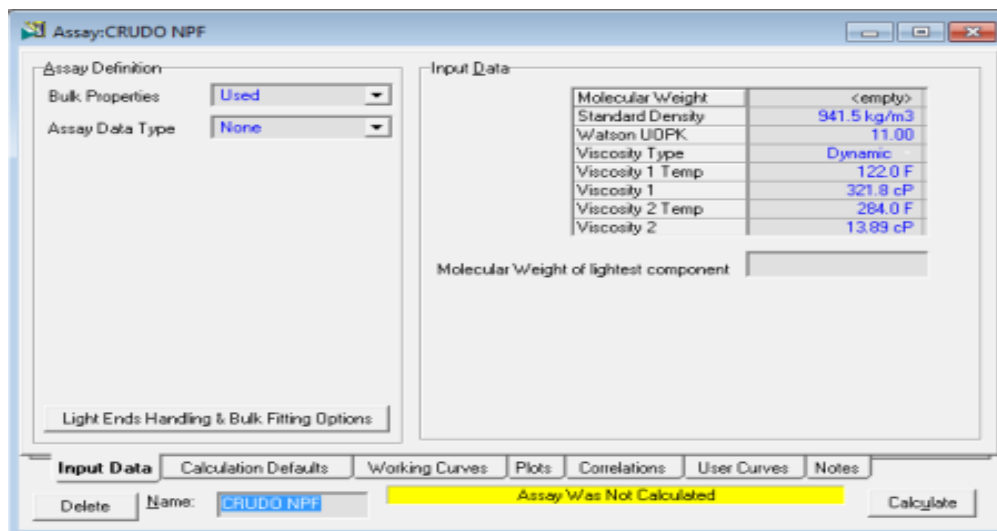 Assay:CRUDO NPF
Assay Definition
Bulk Properties Used
Assay Data Type None
Light Ends Handling & Bulk Fitting Options
Input Data
Molecular Weight <empty>
Standard Density 941.5 kg/m3
Watson UOPK 11.00
Viscosity Type Dynamic
Viscosity 1 Temp 122.0 F
Viscosity 1 321.8 cP
Viscosity 2 Temp 284.0 F
Viscosity 2 13.89 cP
Molecular Weight of lightest component
Input Data Calculation Defaults Working Curves Plots Correlations User Curves Notes
Delete Name: CRUDO NPF Assay Was Not Calculated Calculate